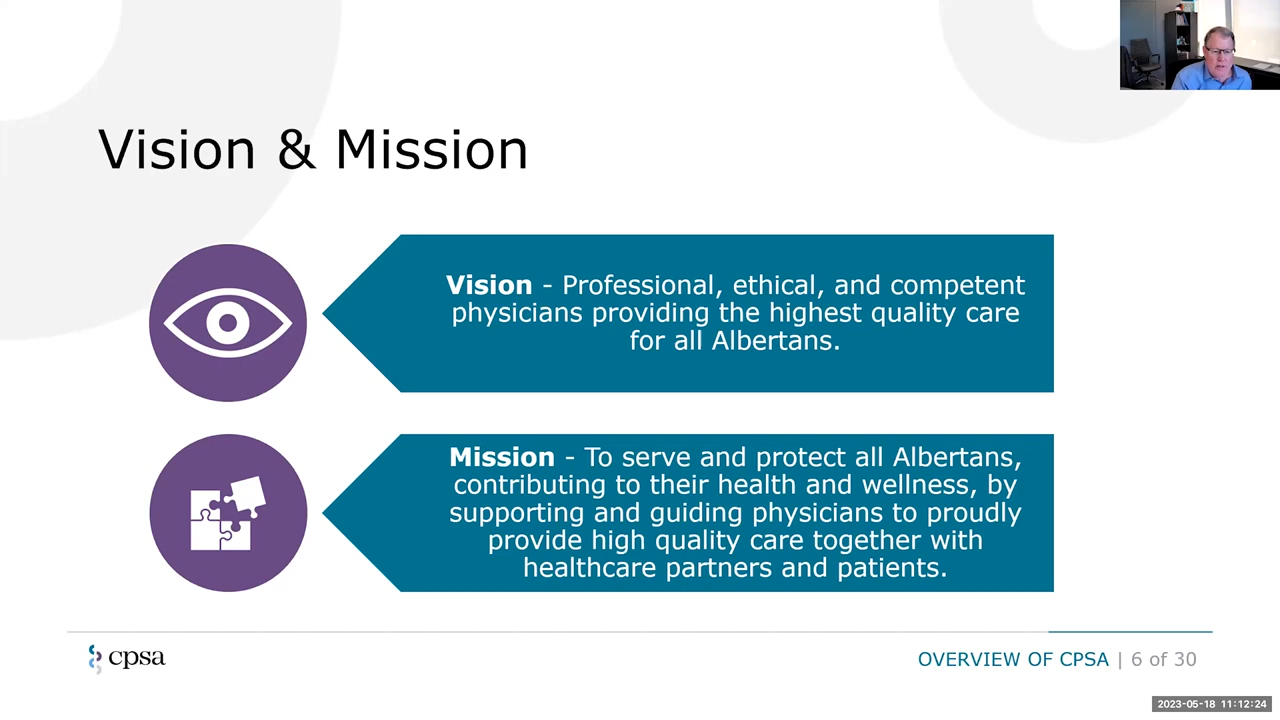 Vision & Mission
Vision - Professional, ethical, and competent
physicians providing the highest quality care
for all Albertans.
Mission - To serve and protect all Albertans,
contributing to their health and wellness, by
supporting and guiding physicians to proudly
provide high quality care together with
healthcare partners and patients.
cpsa
OVERVIEW OF CPSA | 6 of 30
2023-05-18 11:12:24